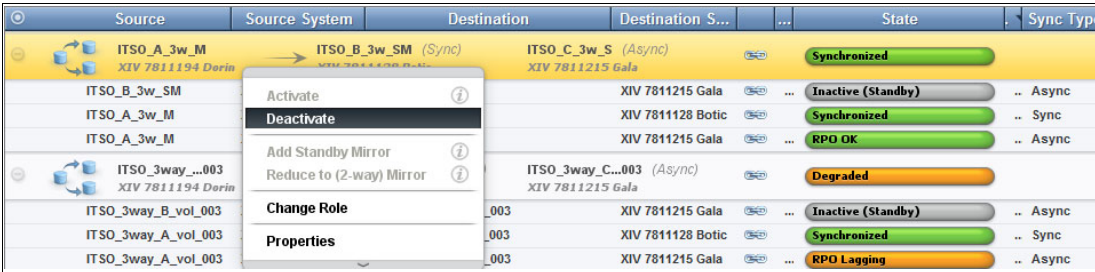 Source Source System Destination Destination S... ... State . Sync Type
ITSO_A_3w_M ITSO_B_3w_SM (Sync) ITSO_C_3w_S (Async) Synchronized
XIV 7811194 Dorin XIV 7811128 Botic XIV 7811215 Gala
ITSO_B_3w_SM XIV 7811215 Gala ... Inactive (Standby) .. Async
Activate
ITSO_A_3w_M XIV 7811128 Botic ... Synchronized .. Sync
Deactivate
ITSO_A_3w_M XIV 7811215 Gala ... RPO OK .. Async
Add Standby Mirror
ITSO_3way_...003 ITSO_3way_C...003 (Async) Degraded
Reduce to (2-way) Mirror
XIV 7811194 Dorin XIV 7811215 Gala
Change Role
ITSO_3way_B_vol_003 _003 XIV 7811215 Gala ... Inactive (Standby) .. Async
ITSO_3way_A_vol_003 _003 XIV 7811128 Botic ... Synchronized .. Sync
Properties
ITSO_3way_A_vol_003 _003 XIV 7811215 Gala ... RPO Lagging .. Async